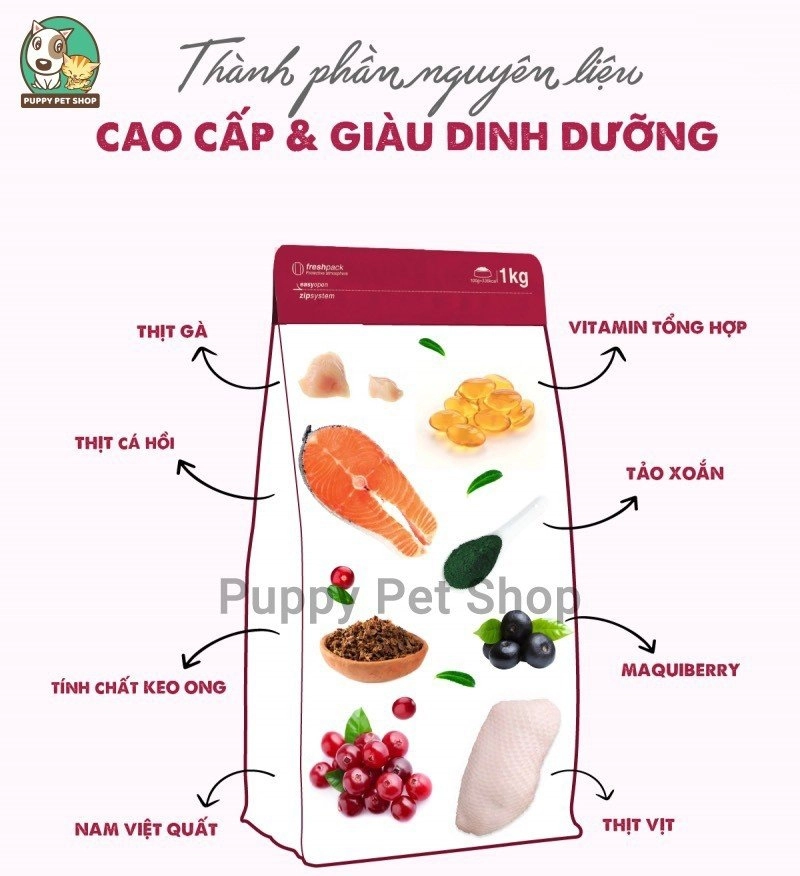 PUPPY PET SHOP
Thành phần nguyên liệu
CAO CẤP & GIÀU DINH DƯỠNG
freshpack
easyopen
zipsystem
1kg
THỊT GÀ
VITAMIN TỔNG HỢP
THỊT CÁ HỒI
TẢO XOẮN
Puppy Pet Shop
TÍNH CHẤT KEO ONG
MAQUIBERRY
NAM VIỆT QUẤT
THỊT VỊT